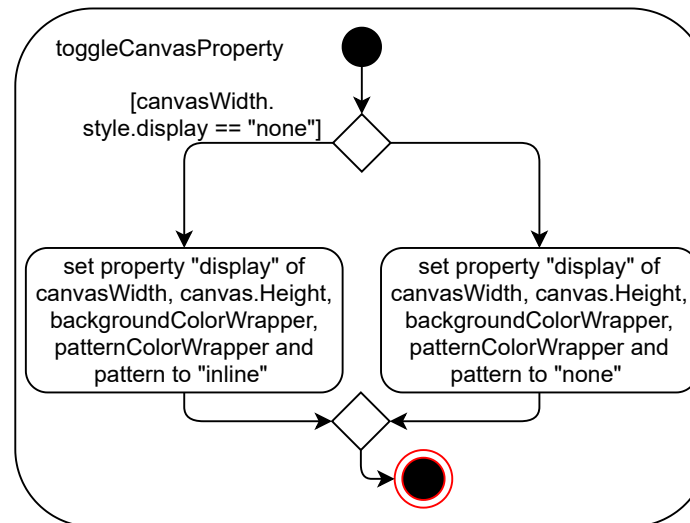 toggleCanvasProperty
[canvasWidth.
style.display == "none"]
set property "display" of
canvasWidth, canvas.Height,
backgroundColorWrapper,
patternColorWrapper and
pattern to "inline"
set property "display" of
canvasWidth, canvas.Height,
backgroundColorWrapper,
patternColorWrapper and
pattern to "none"